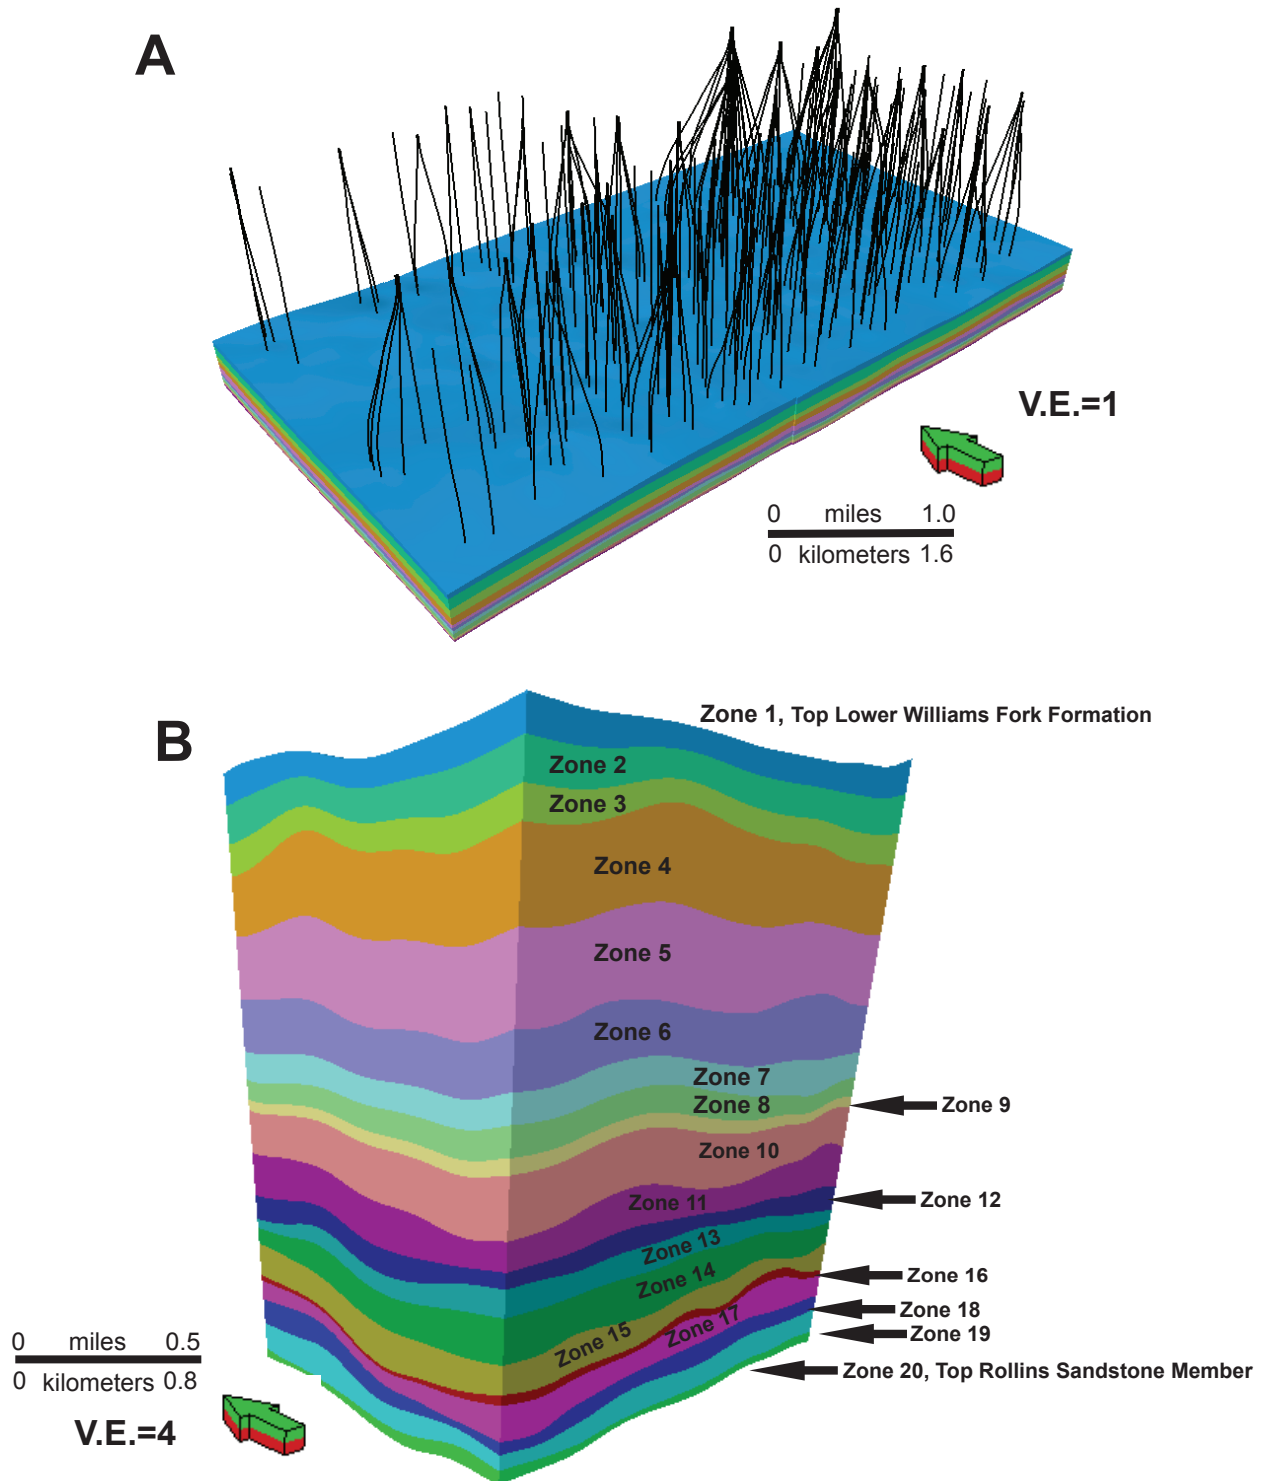 A
V.E.=1
0 miles 1.0
0 kilometers 1.6
B
Zone 1, Top Lower Williams Fork Formation
Zone 2
Zone 3
Zone 4
Zone 5
Zone 6
Zone 7
Zone 8
Zone 9
Zone 10
Zone 11
Zone 12
Zone 13
Zone 14
Zone 16
Zone 18
Zone 17
Zone 15
Zone 19
Zone 20, Top Rollins Sandstone Member
0 miles 0.5
0 kilometers 0.8
V.E.=4